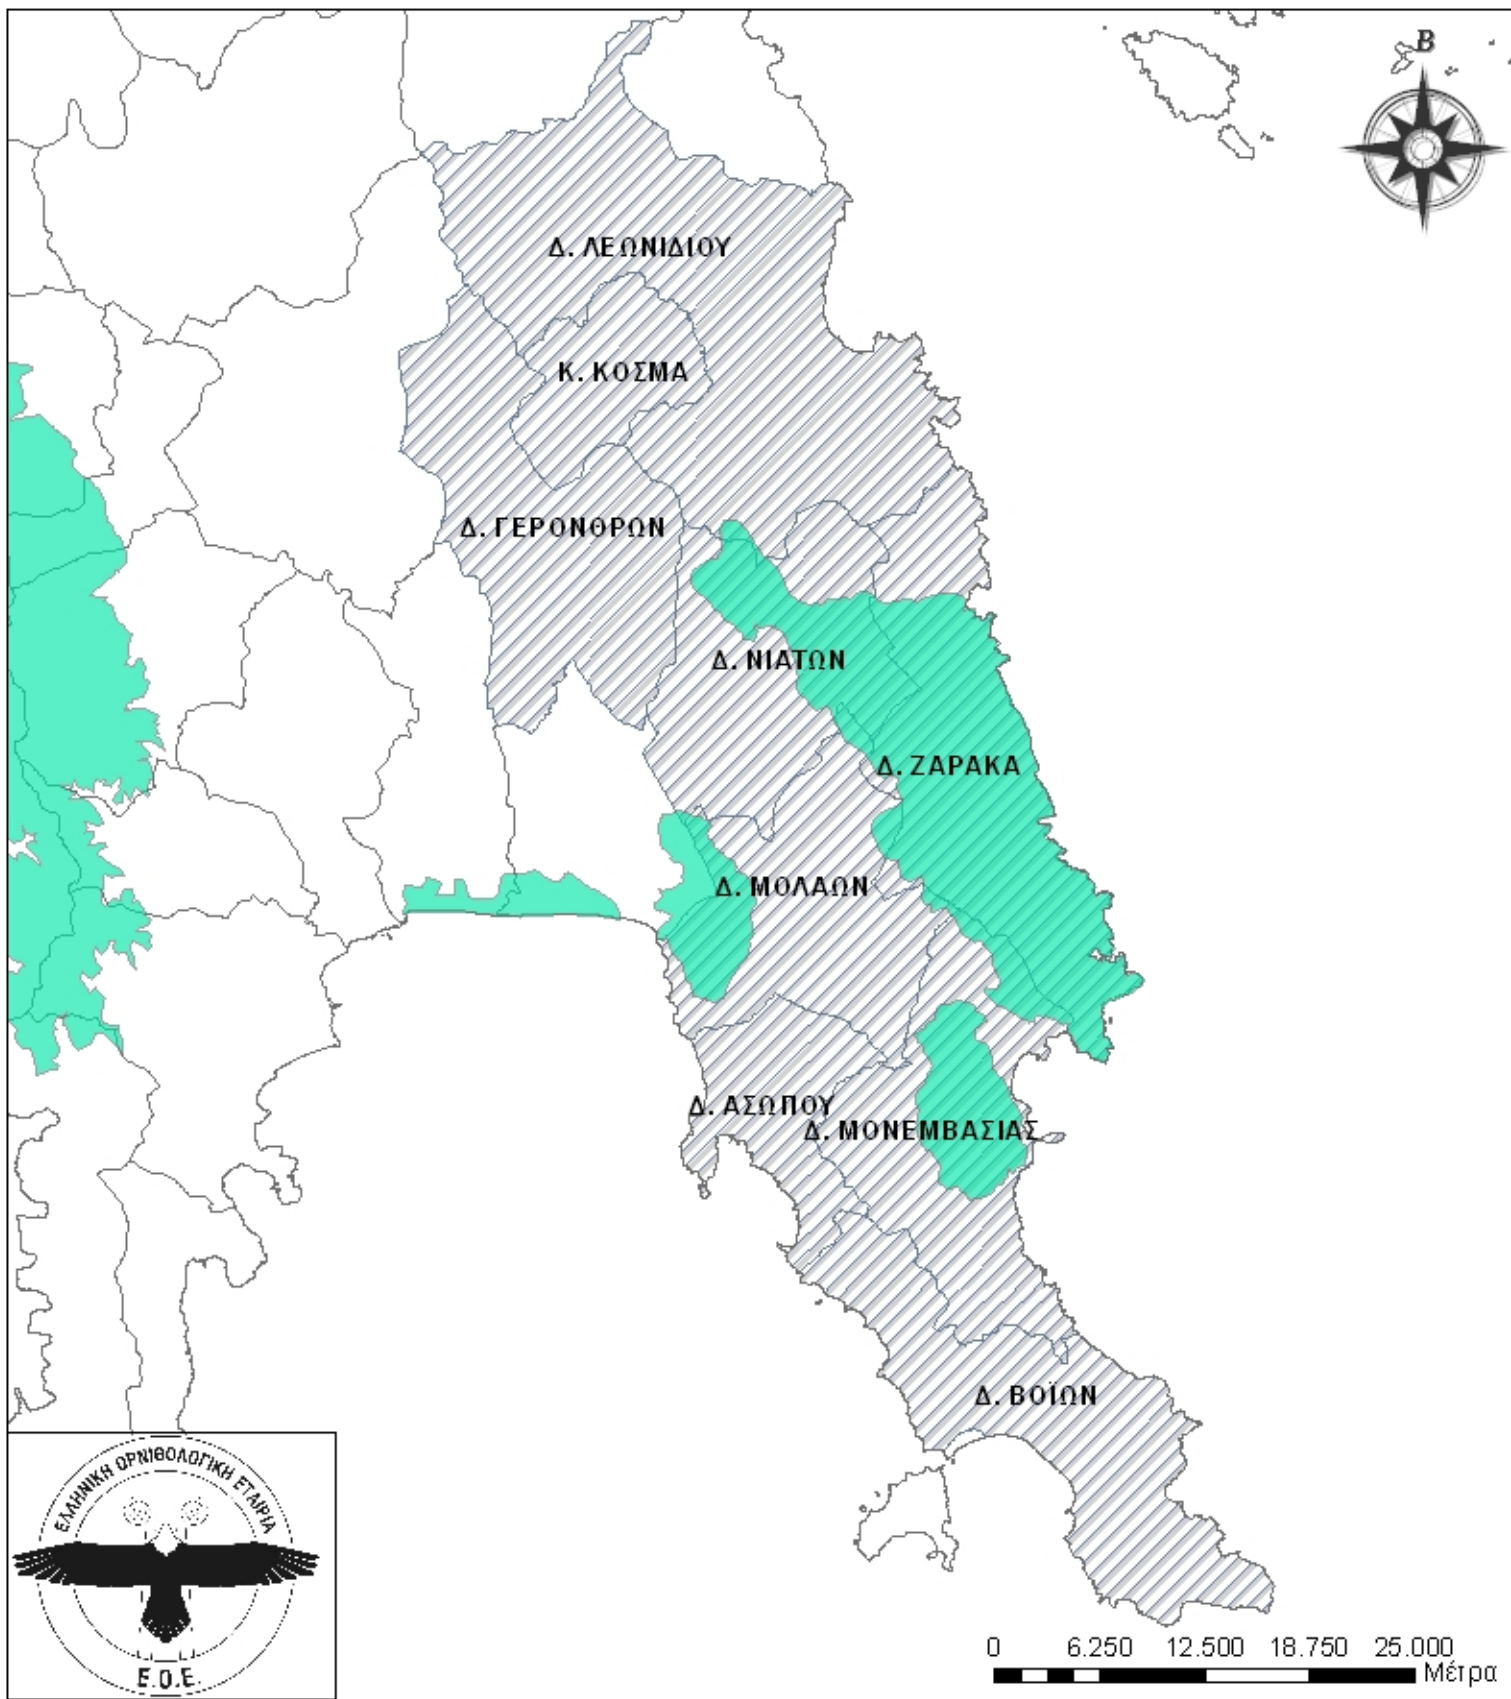 Β
Δ. ΛΕΩΝΙΔΙΟΥ
Κ. ΚΟΣΜΑ
Δ. ΓΕΡΟΝΘΡΩΝ
Δ. ΝΙΑΤΩΝ
Δ. ΖΑΡΑΚΑ
Δ. ΜΟΛΑΩΝ
Δ. ΑΣΩΠΟΥ
Δ. ΜΟΝΕΜΒΑΣΙΑΣ
Δ. ΒΟΪΩΝ
ΕΛΛΗΝΙΚΗ ΟΡΝΙΘΟΛΟΓΙΚΗ ΕΤΑΙΡΙΑ
Ε.Ο.Ε.
0 6.250 12.500 18.750 25.000
Μέτρα